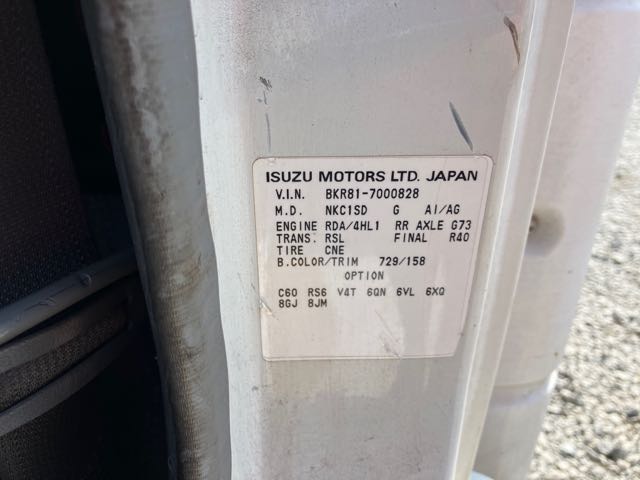 ISUZU MOTORS LTD. JAPAN
V.I.N. BKR81-7000828
M.D. NKC1SD G AI/AG
ENGINE RDA/4HL1 RR AXLE G73
TRANS. RSL FINAL R40
TIRE CNE
B.COLOR/TRIM 729/158
OPTION
C60 RS6 V4T 6QN 6VL 6XQ
8GJ 8JM